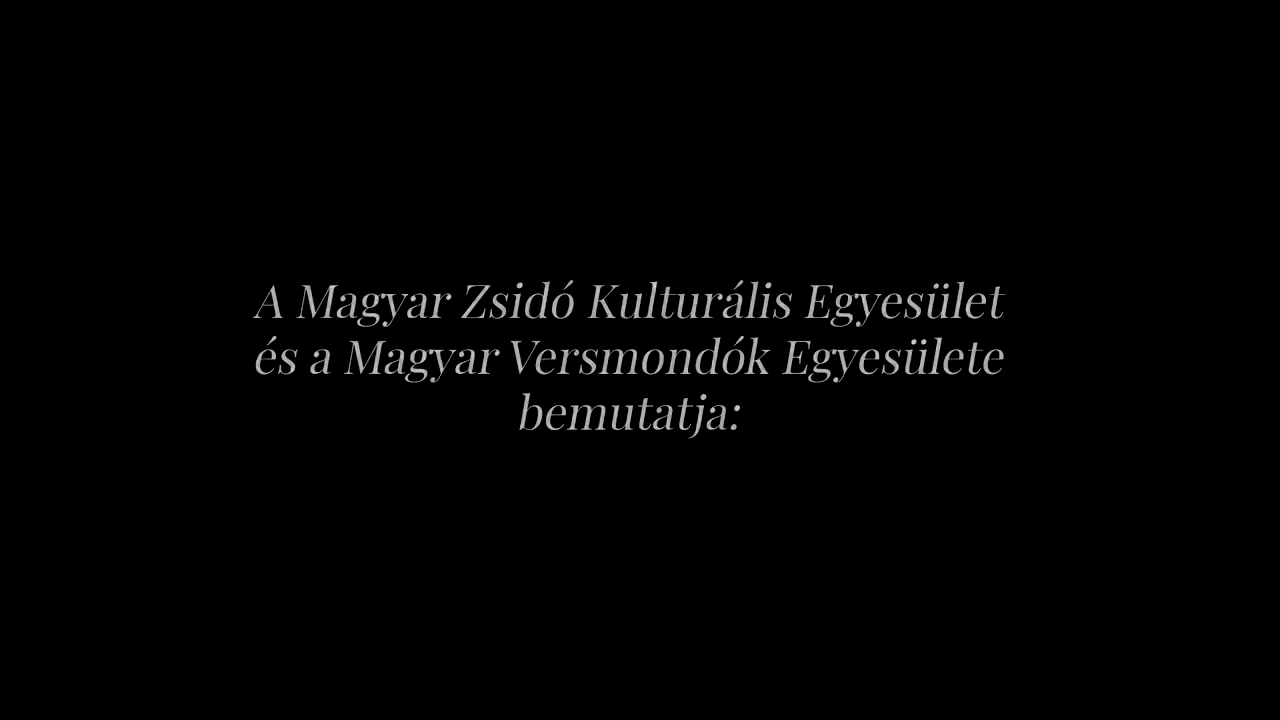 A Magyar Zsidó Kulturális Egyesület
és a Magyar Versmondók Egyesülete
bemutatja: